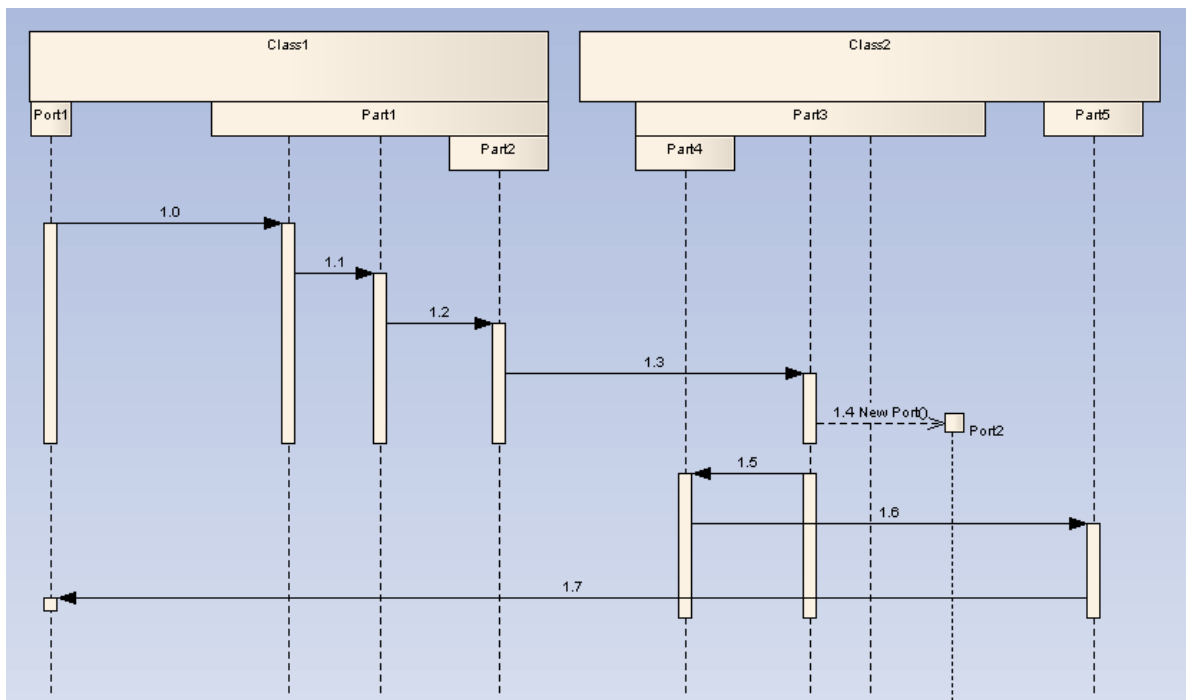 Class1
Class2
Port1
Part1
Part3
Part5
Part2
Part4
1.0
1.1
1.2
1.3
1.4 New Port()
Port2
1.5
1.6
1.7